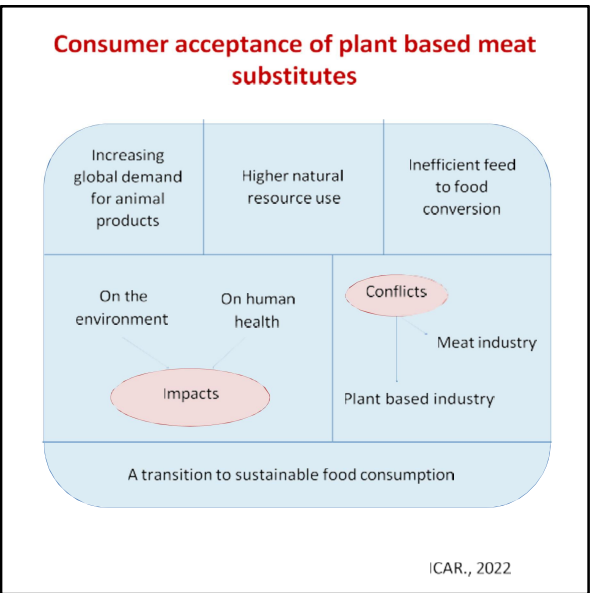 Consumer acceptance of plant based meat
substitutes
Increasing
global demand
for animal
products
Higher natural
resource use
Inefficient feed
to food
conversion
On the
environment
On human
health
Impacts
Conflicts
Meat industry
Plant based industry
A transition to sustainable food consumption
ICAR., 2022